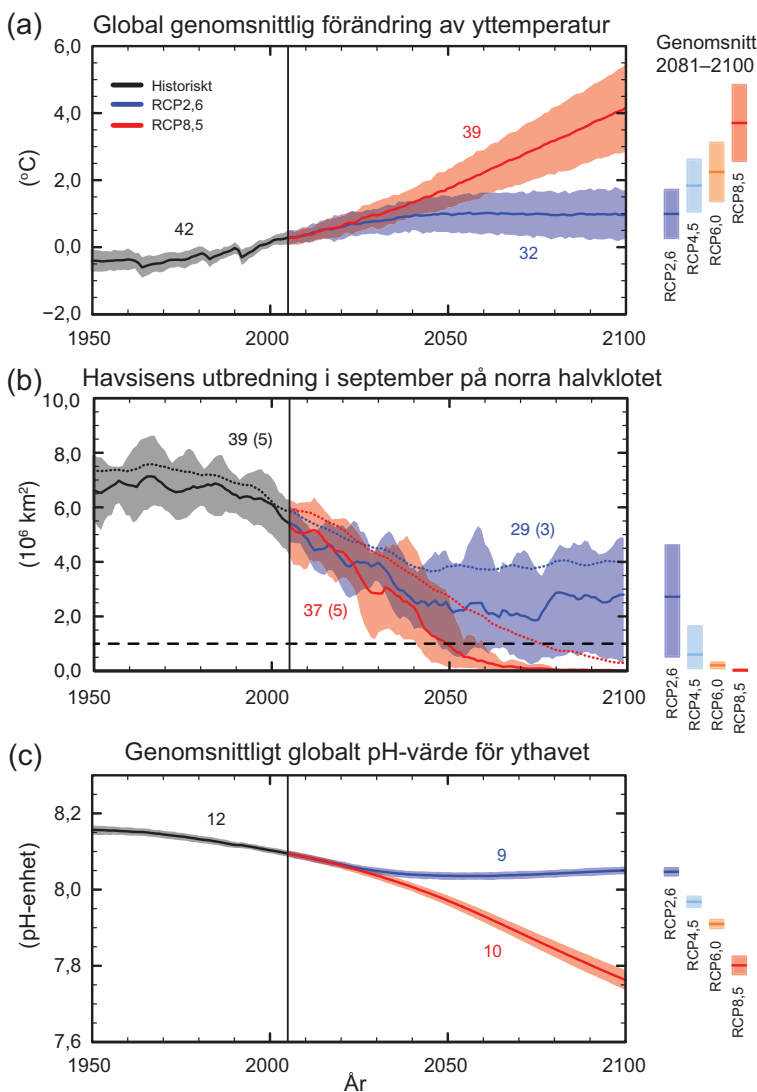 (a) Global genomsnittlig förändring av yttemperatur
Genomsnitt
2081–2100
6,0
4,0
2,0
0,0
−2,0
(°C)
Historiskt
RCP2,6
RCP8,5
42
39
32
1950
2000
2050
2100
RCP2,6
RCP4,5
RCP6,0
RCP8,5
(b) Havsisens utbredning i september på norra halvklotet
10,0
8,0
6,0
4,0
2,0
0,0
(10⁶ km²)
39 (5)
29 (3)
37 (5)
1950
2000
2050
2100
RCP2,6
RCP4,5
RCP6,0
RCP8,5
(c) Genomsnittligt globalt pH-värde för ythavet
8,2
8,0
7,8
7,6
(pH-enhet)
12
9
10
1950
2000
2050
2100
År
RCP2,6
RCP4,5
RCP6,0
RCP8,5